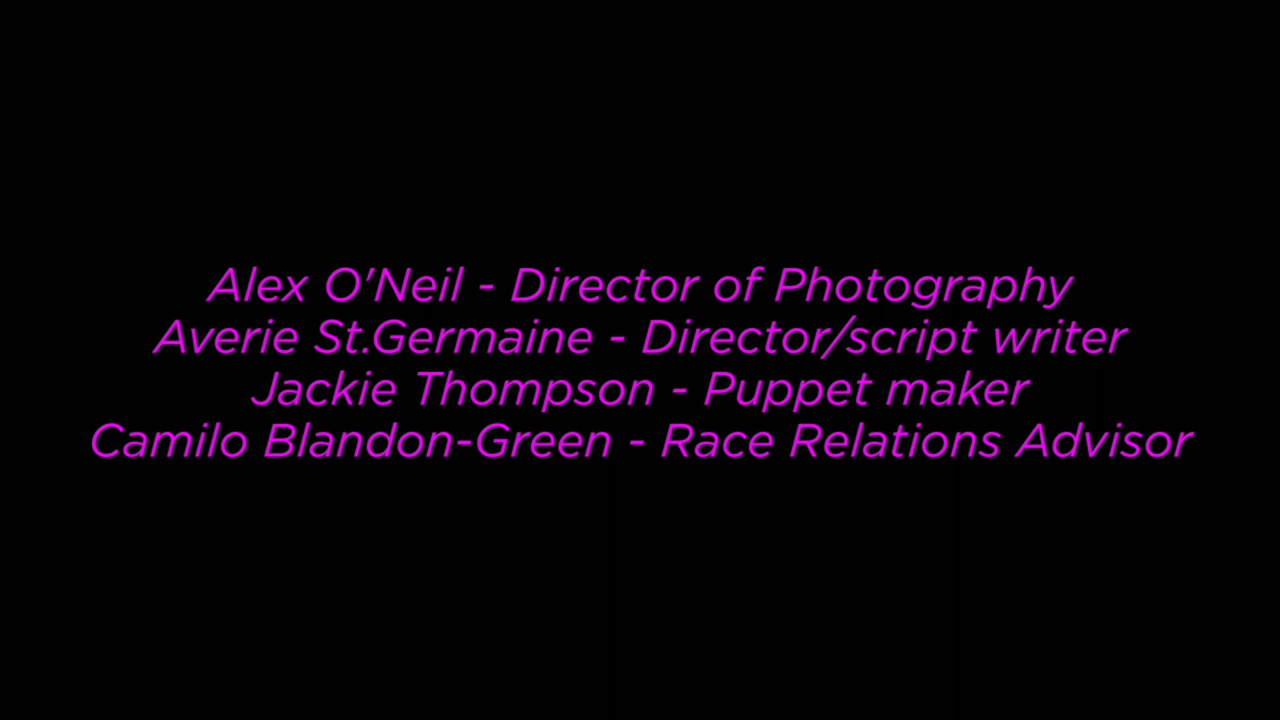 Alex O'Neil - Director of Photography
Averie St.Germaine - Director/script writer
Jackie Thompson - Puppet maker
Camilo Blandon-Green - Race Relations Advisor